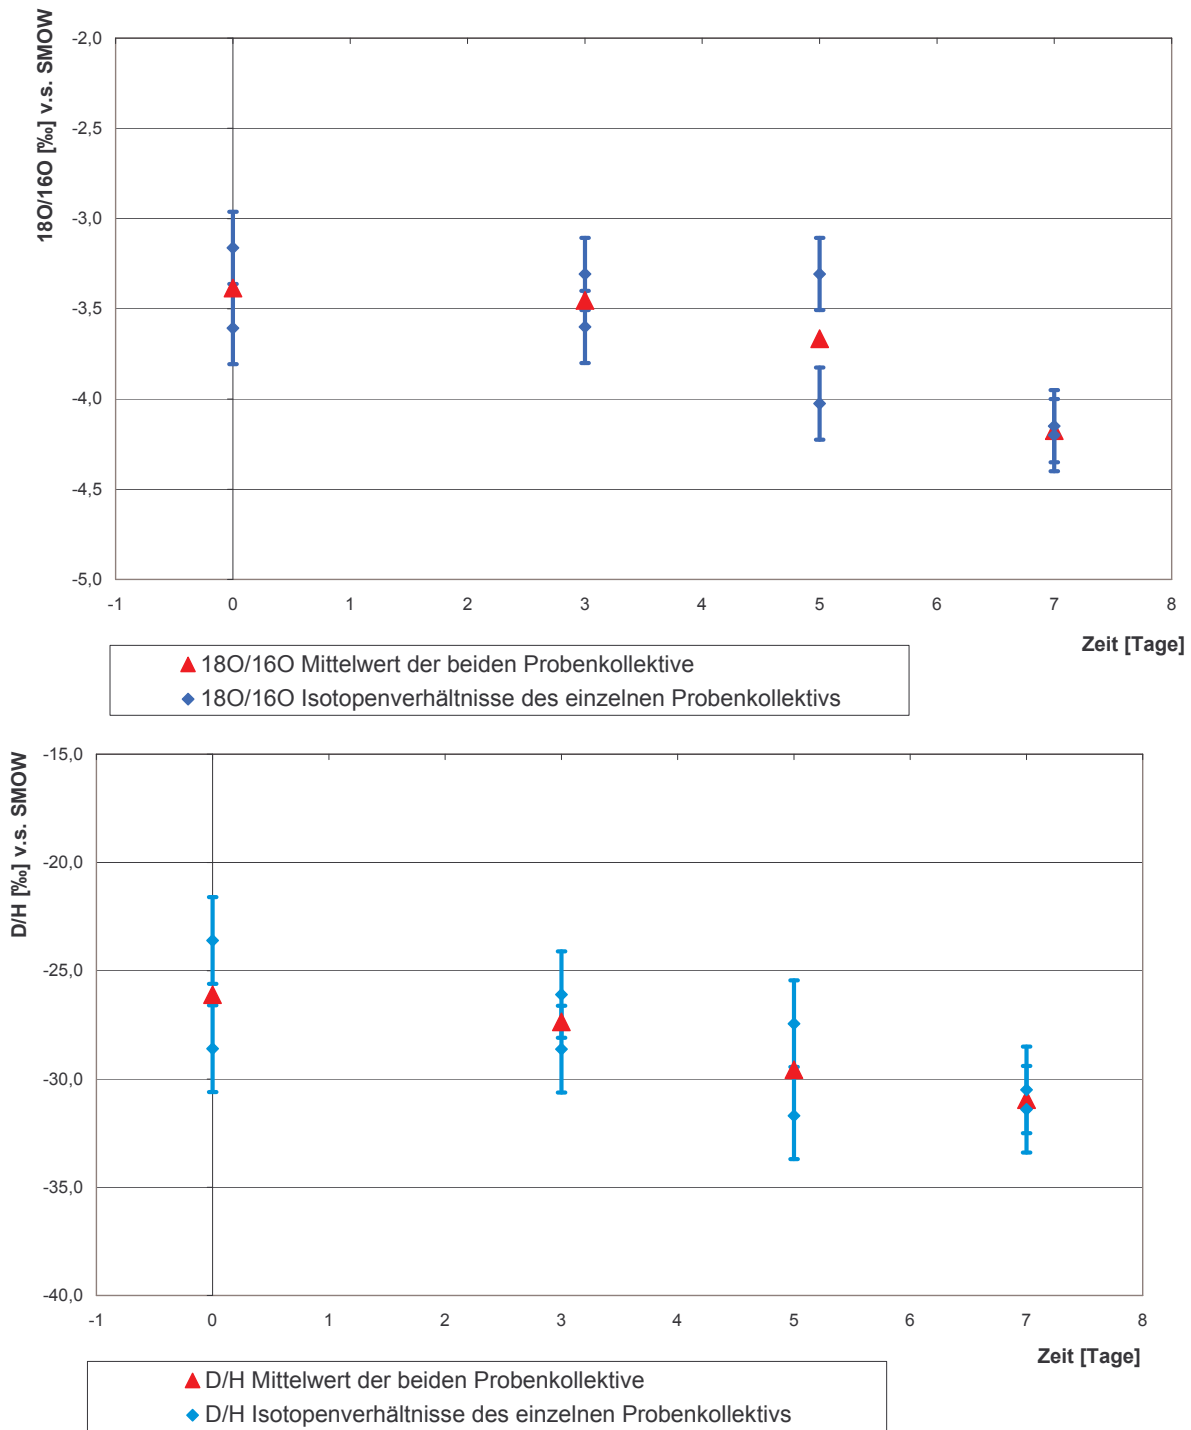 18O/16O [‰] v.s. SMOW
-2,0
-2,5
-3,0
-3,5
-4,0
-4,5
-5,0
-1 0 1 2 3 4 5 6 7 8
Zeit [Tage]
18O/16O Mittelwert der beiden Probenkollektive
18O/16O Isotopenverhältnisse des einzelnen Probenkollektivs
D/H [‰] v.s. SMOW
-15,0
-20,0
-25,0
-30,0
-35,0
-40,0
-1 0 1 2 3 4 5 6 7 8
Zeit [Tage]
D/H Mittelwert der beiden Probenkollektive
D/H Isotopenverhältnisse des einzelnen Probenkollektivs